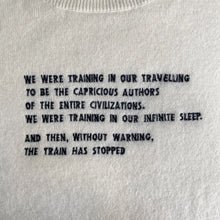 WE WERE TRAINING IN OUR TRAVELLING
TO BE THE CAPRICIOUS AUTHORS
OF THE ENTIRE CIVILIZATIONS.
WE WERE TRAINING IN OUR INFINITE SLEEP.
AND THEN, WITHOUT WARNING,
THE TRAIN HAS STOPPED